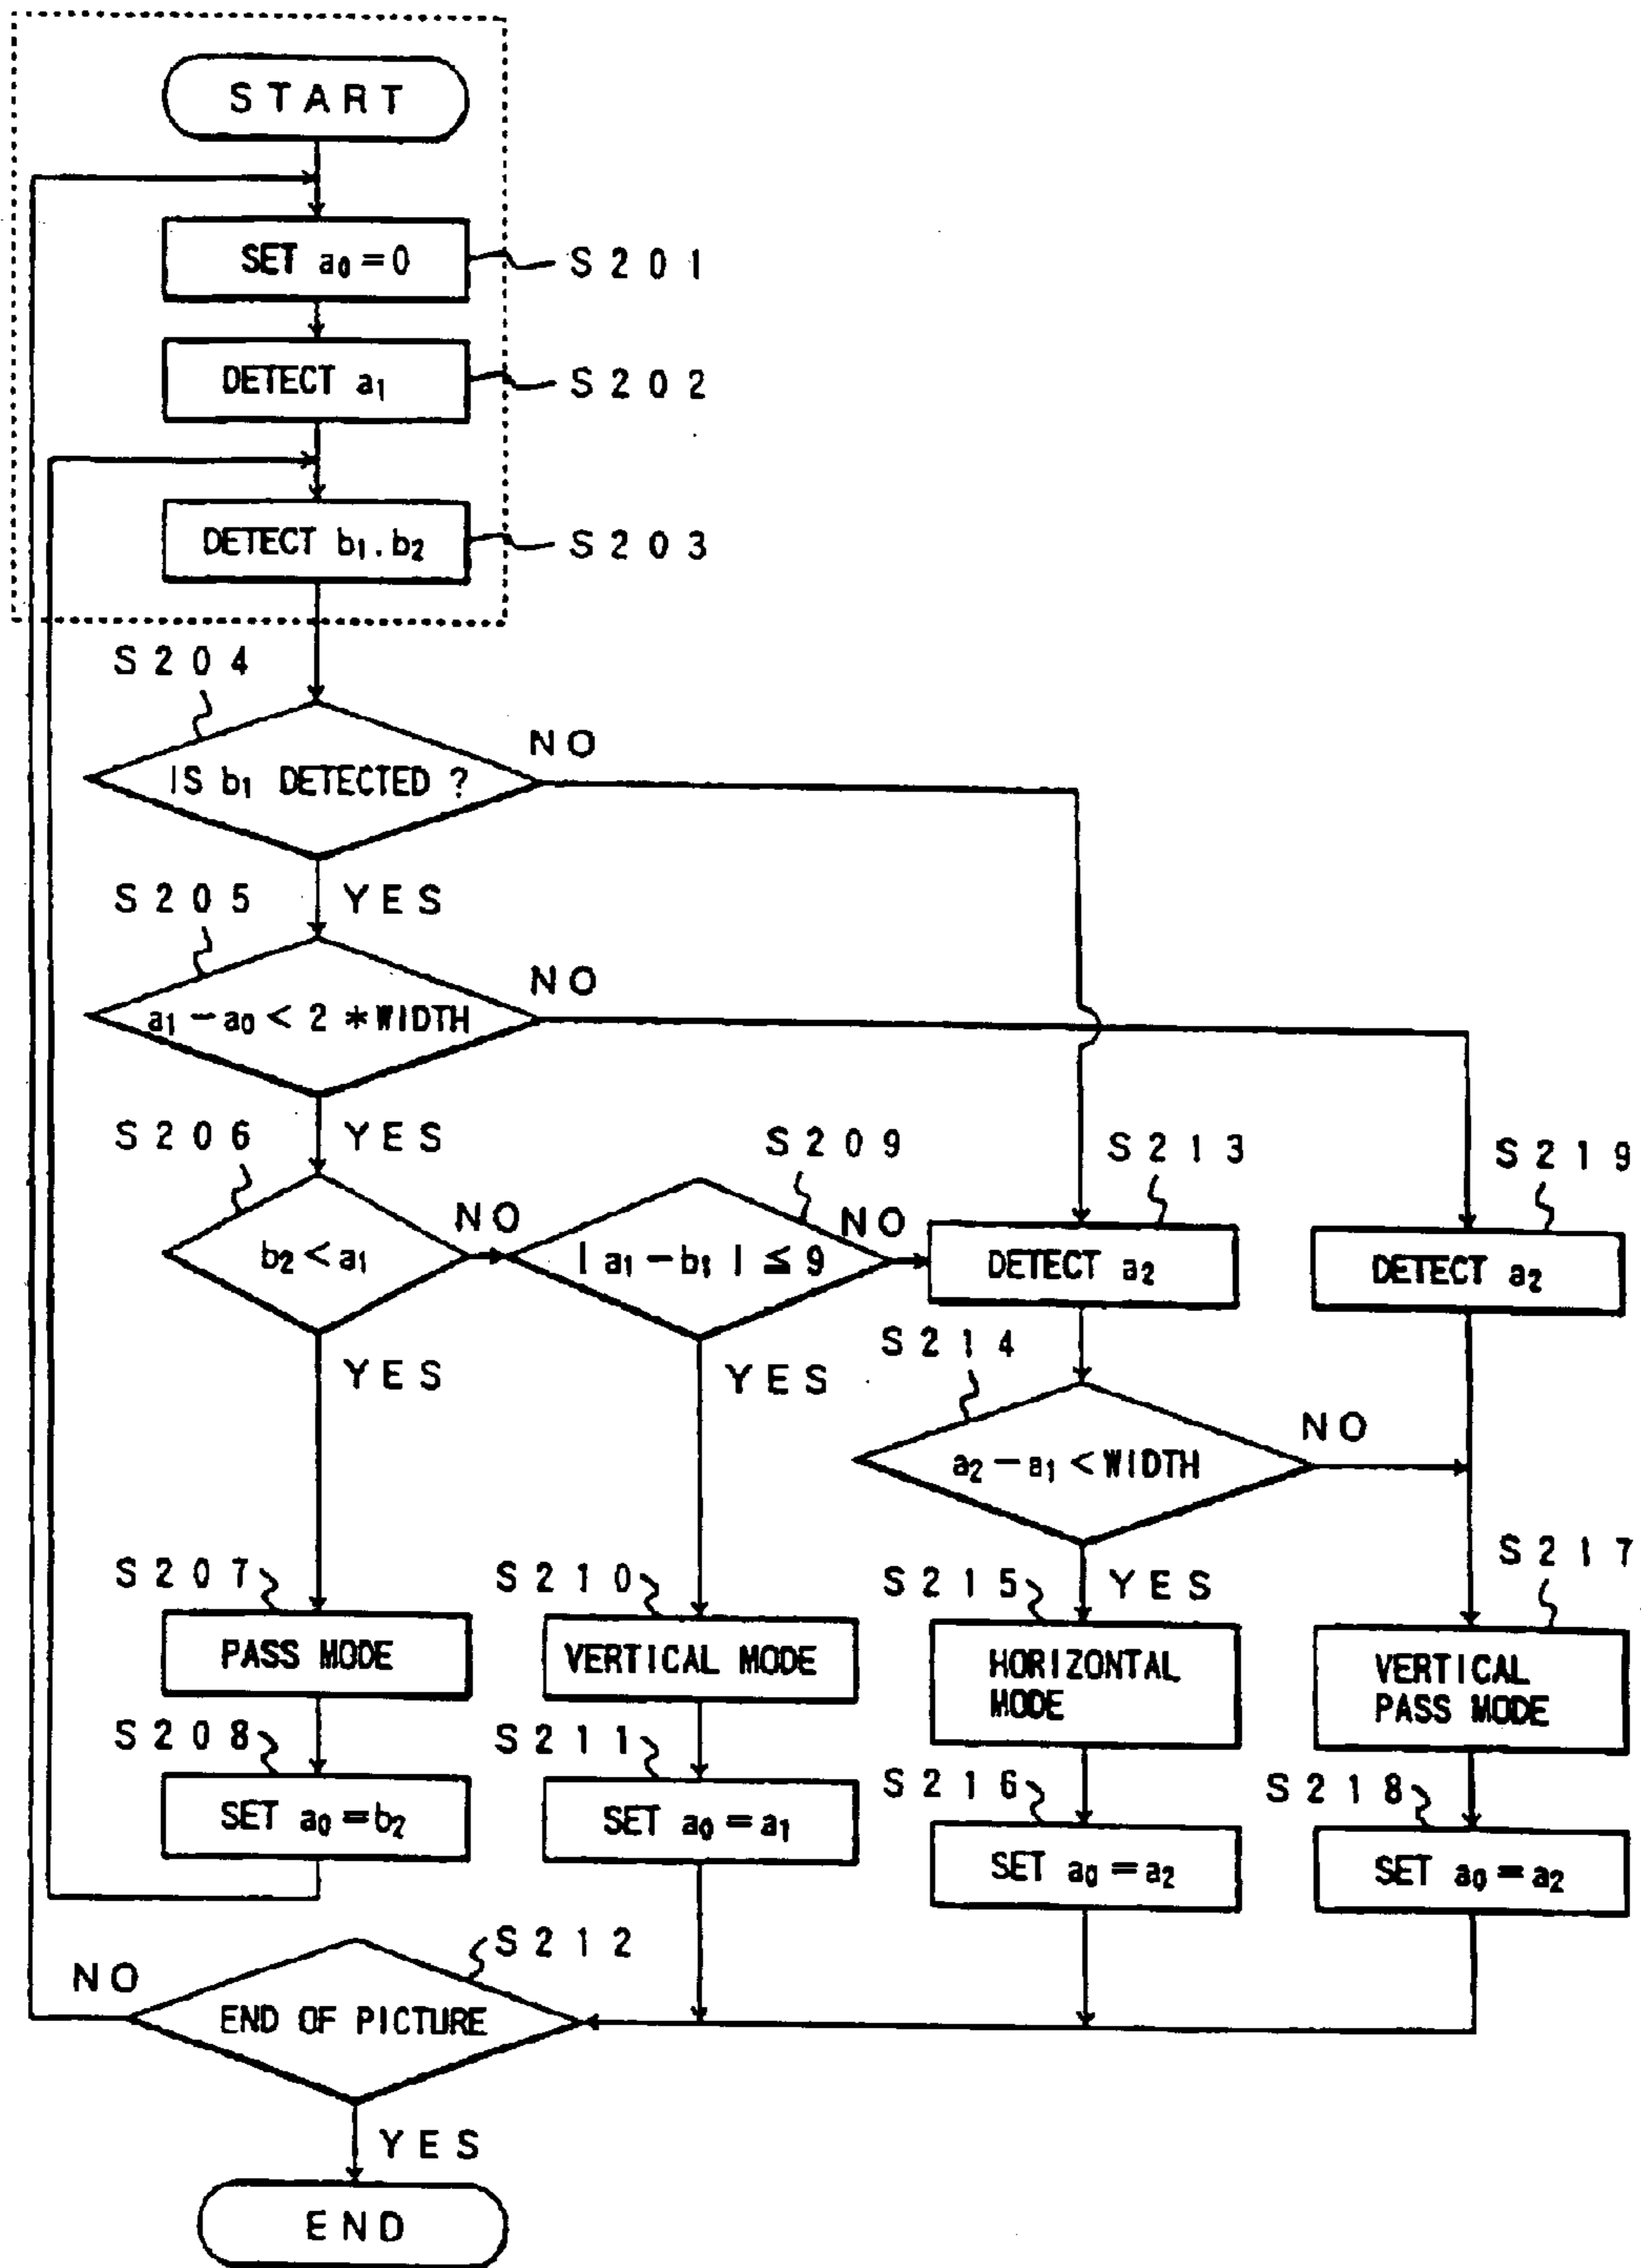 START
SET a₀=0
S201
DETECT a₁
S202
DETECT b₁.b₂
S203
S204
IS b₁ DETECTED ?
NO
YES
S205
a₁-a₀<2*WIDTH
NO
YES
S206
b₂<a₁
NO
YES
S209
|a₁-b₁|≦9
NO
YES
S213
DETECT a₂
S219
DETECT a₂
S214
a₂-a₁<WIDTH
NO
YES
S207
PASS MODE
S210
VERTICAL MODE
S215
HORIZONTAL
MODE
S217
VERTICAL
PASS MODE
S208
SET a₀=b₂
S211
SET a₀=a₁
S216
SET a₀=a₂
S218
SET a₀=a₂
S212
END OF PICTURE
NO
YES
END